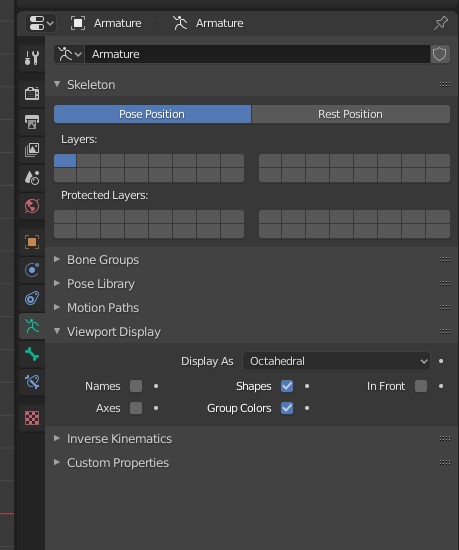 Armature Armature
Armature
Skeleton
Pose Position Rest Position
Layers:
Protected Layers:
Bone Groups
Pose Library
Motion Paths
Viewport Display
Display As Octahedral
Names Shapes In Front
Axes Group Colors
Inverse Kinematics
Custom Properties